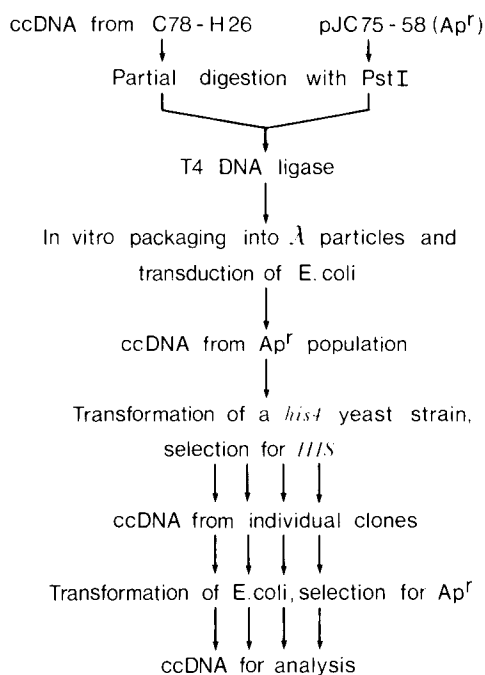 ccDNA from C78-H26 pJC75-58 (Apʳ)
Partial digestion with PstI
T4 DNA ligase
In vitro packaging into λ particles and
transduction of E. coli
ccDNA from Apʳ population
Transformation of a his4 yeast strain,
selection for HIS
ccDNA from individual clones
Transformation of E. coli, selection for Apʳ
ccDNA for analysis